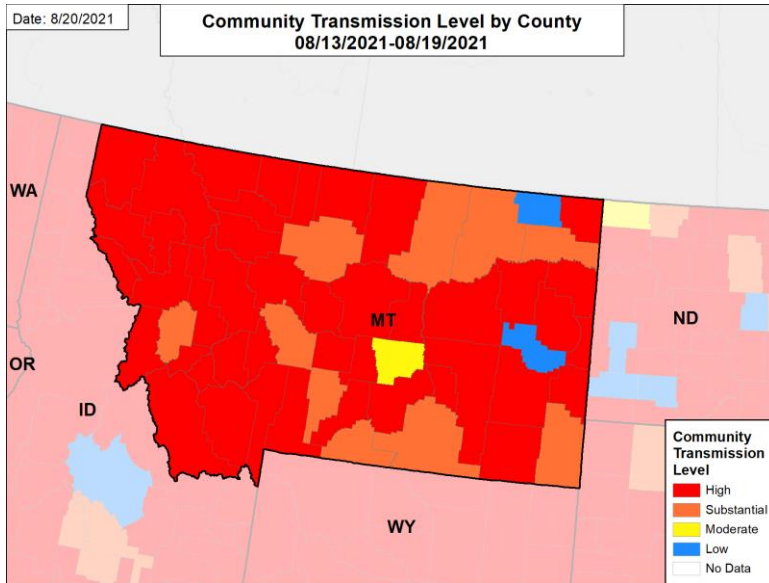 Date: 8/20/2021
Community Transmission Level by County
08/13/2021-08/19/2021
WA
MT
ND
OR
ID
WY
Community
Transmission
Level
High
Substantial
Moderate
Low
No Data